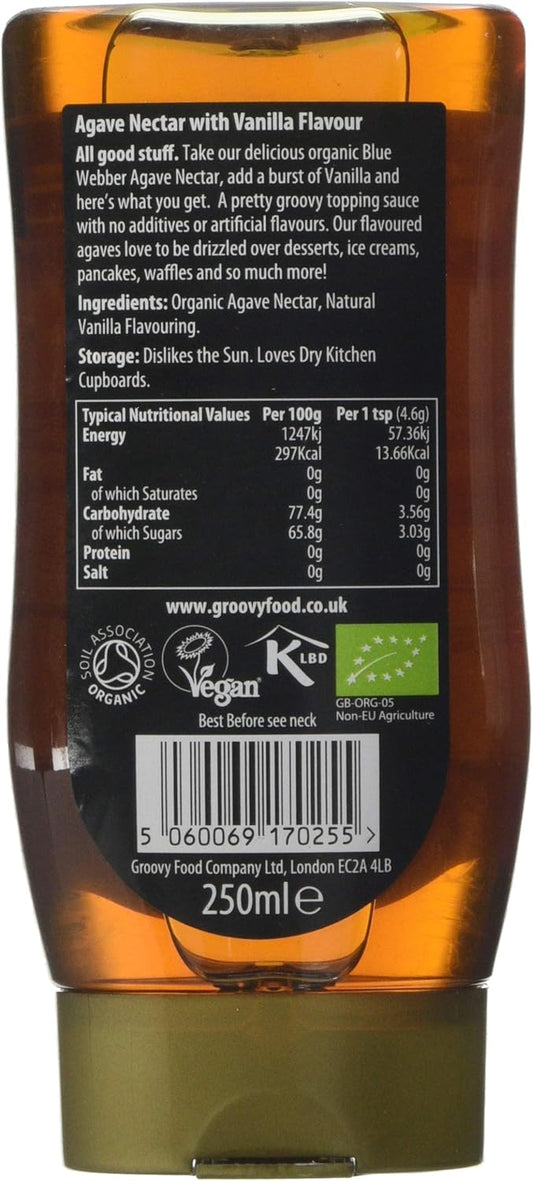 Agave Nectar with Vanilla Flavour
All good stuff. Take our delicious organic Blue
Webber Agave Nectar, add a burst of Vanilla and
here's what you get. A pretty groovy topping sauce
with no additives or artificial flavours. Our flavoured
agaves love to be drizzled over desserts, ice creams,
pancakes, waffles and so much more!
Ingredients: Organic Agave Nectar, Natural
Vanilla Flavouring.
Storage: Dislikes the Sun. Loves Dry Kitchen
Cupboards.
Typical Nutritional Values Per 100g Per 1 tsp (4.6g)
Energy 1247kj 57.36kj
297Kcal 13.66Kcal
Fat 0g 0g
of which Saturates 0g 0g
Carbohydrate 77.4g 3.56g
of which Sugars 65.8g 3.03g
Protein 0g 0g
Salt 0g 0g
www.groovyfood.co.uk
SOIL ASSOCIATION
ORGANIC
Vegan
K LBD
GB-ORG-05
Non-EU Agriculture
Best Before see neck
5 060069 170255 >
Groovy Food Company Ltd, London EC2A 4LB
250ml e